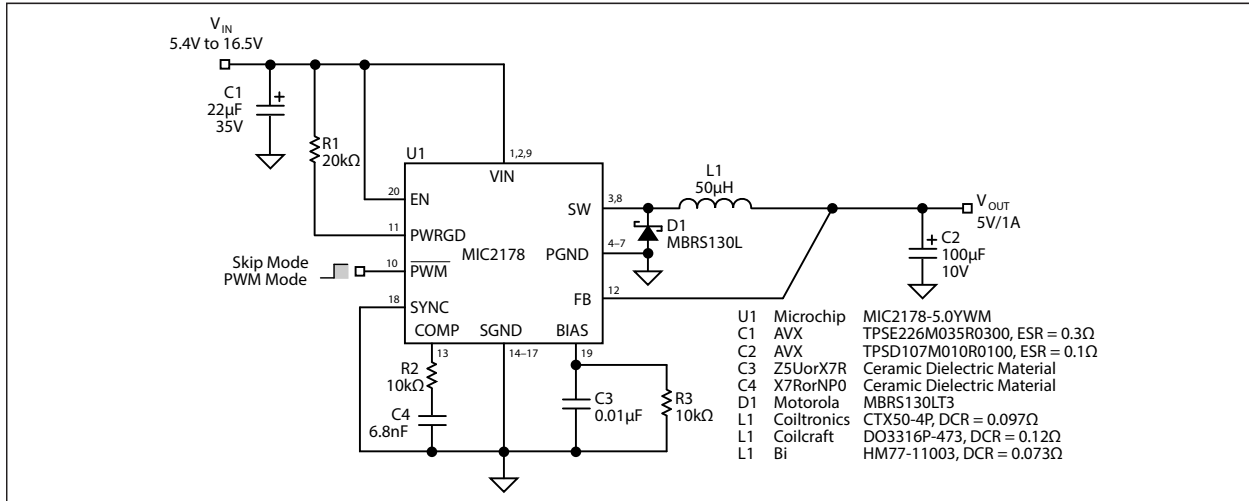 VIN
5.4V to 16.5V
C1
22µF
35V
+
R1
20kΩ
U1
1,2,9
VIN
20
EN
11
PWRGD
MIC2178
Skip Mode
PWM Mode
10
PWM
18
SYNC
COMP
SGND
BIAS
SW
3,8
PGND
4–7
FB
12
L1
50µH
D1
MBRS130L
VOUT
5V/1A
+
C2
100µF
10V
13
14–17
19
R2
10kΩ
C4
6.8nF
C3
0.01µF
R3
10kΩ
U1 Microchip MIC2178-5.0YWM
C1 AVX TPSE226M035R0300, ESR = 0.3Ω
C2 AVX TPSD107M010R0100, ESR = 0.1Ω
C3 Z5UorX7R Ceramic Dielectric Material
C4 X7RorNP0 Ceramic Dielectric Material
D1 Motorola MBRS130LT3
L1 Coiltronics CTX50-4P, DCR = 0.097Ω
L1 Coilcraft DO3316P-473, DCR = 0.12Ω
L1 Bi HM77-11003, DCR = 0.073Ω